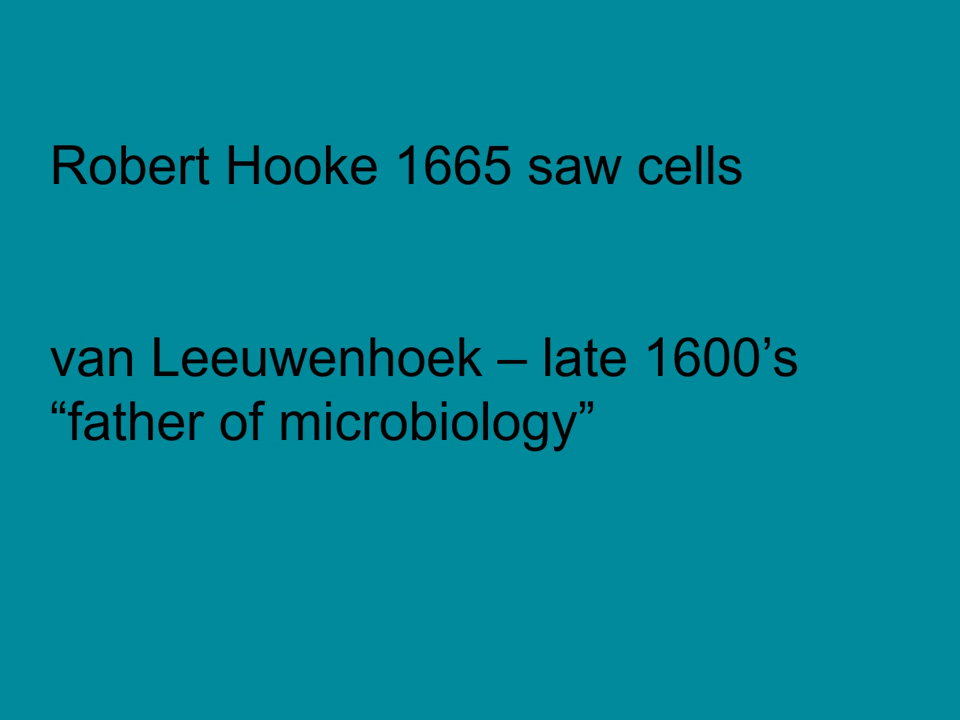 Robert Hooke 1665 saw cells
van Leeuwenhoek – late 1600’s
“father of microbiology”